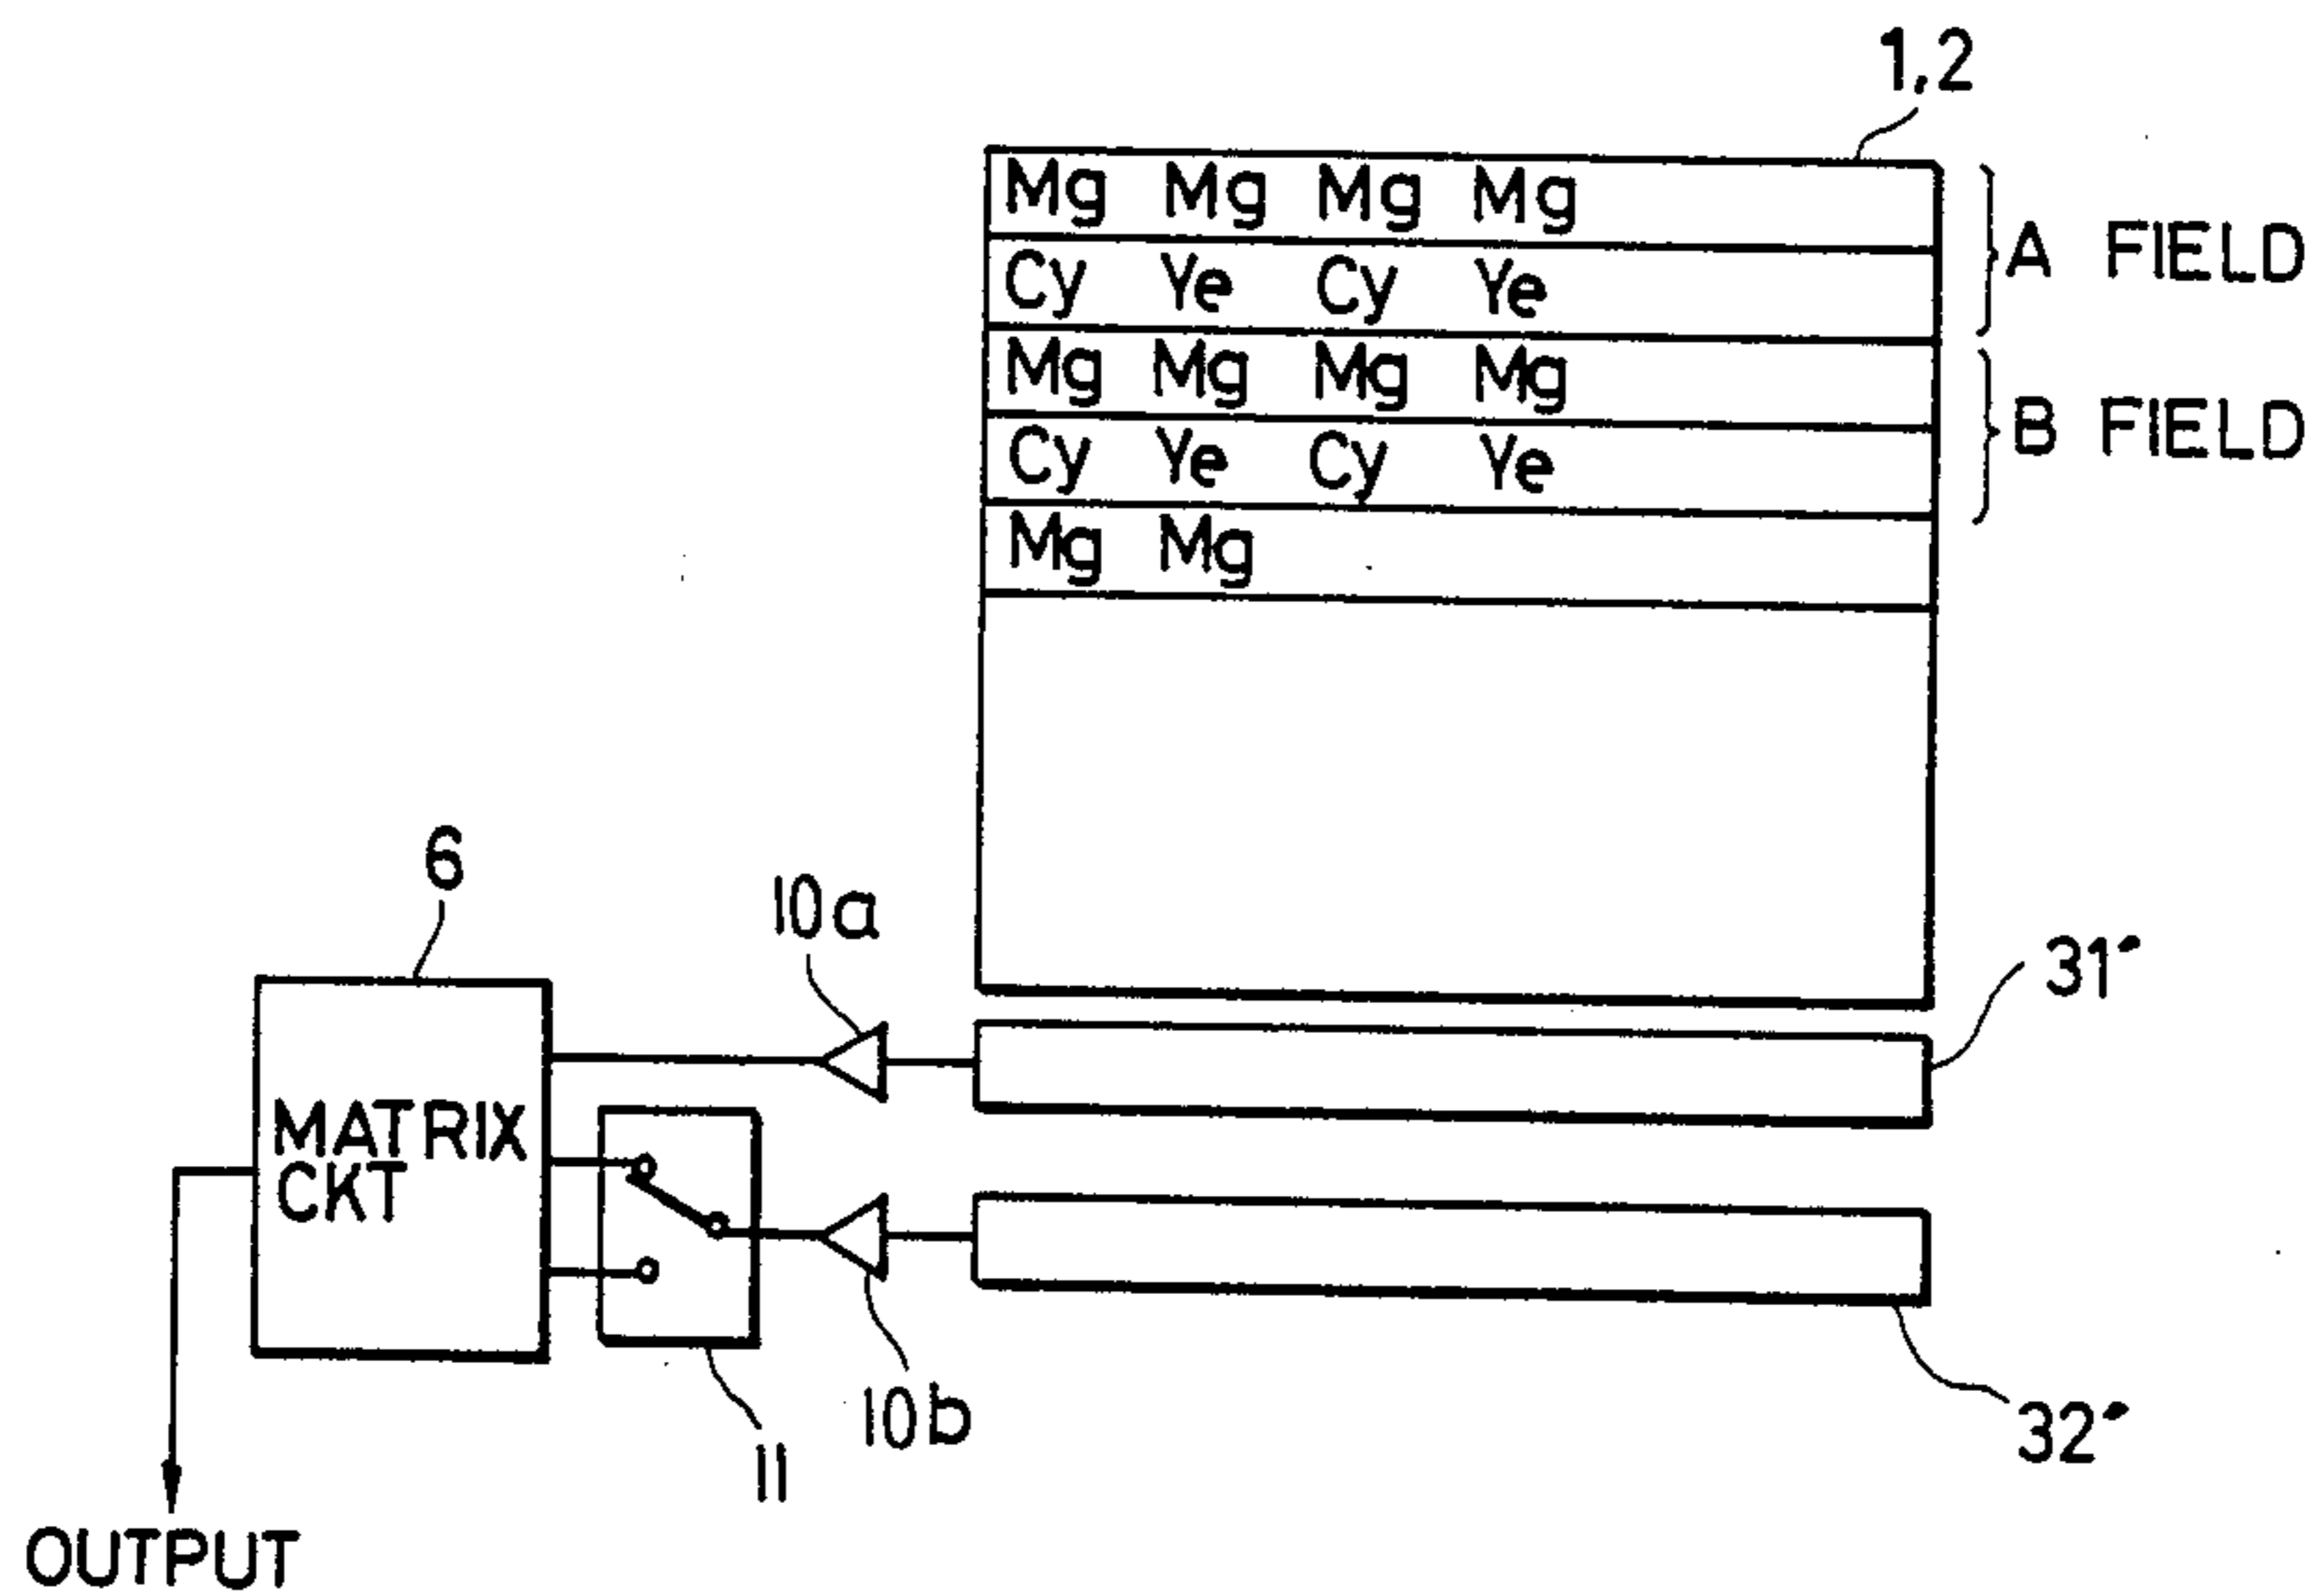 1,2
Mg Mg Mg Mg
A FIELD
Cy Ye Cy Ye
Mg Mg Mg Mg
B FIELD
Cy Ye Cy Ye
Mg Mg
6
10a
31'
MATRIX
CKT
10b
11
32'
OUTPUT